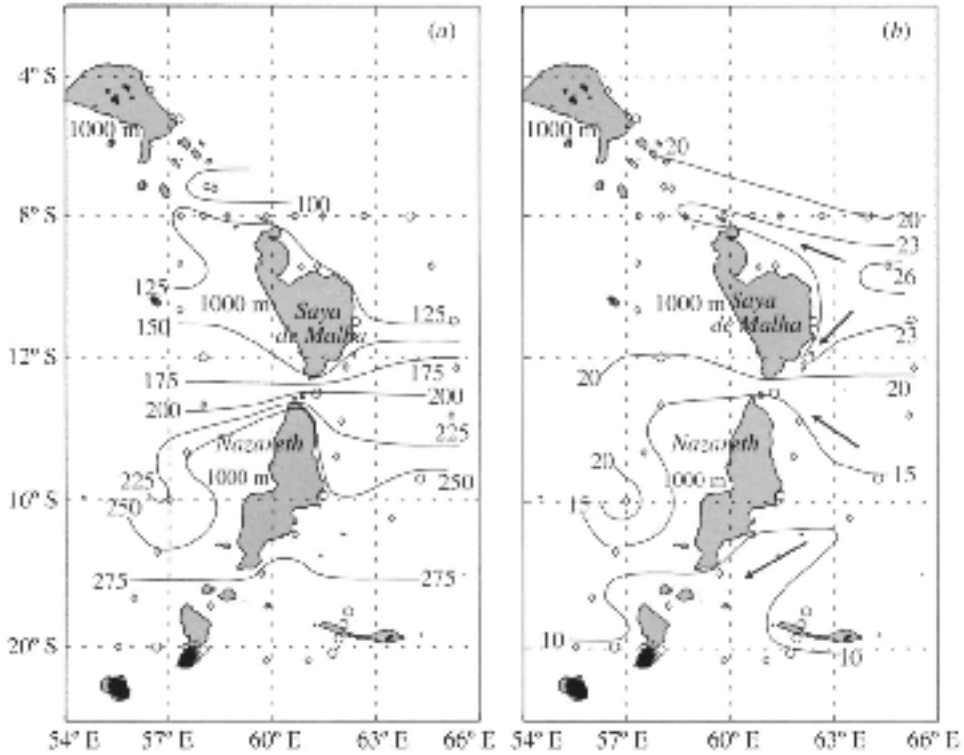 (a)
4° S
1000 m
100
8° S
125
1000 m
Saya
de Malha
125
150
12° S
175
175
200
200
225
Nazareth
1000 m
225
250
250
16° S
275
275
20° S
54° E
57° E
60° E
63° E
66° E
(b)
1000 m
20
20
23
26
1000 m
Saya
de Malha
23
20
20
Nazareth
1000 m
20
15
15
10
10
54° E
57° E
60° E
63° E
66° E